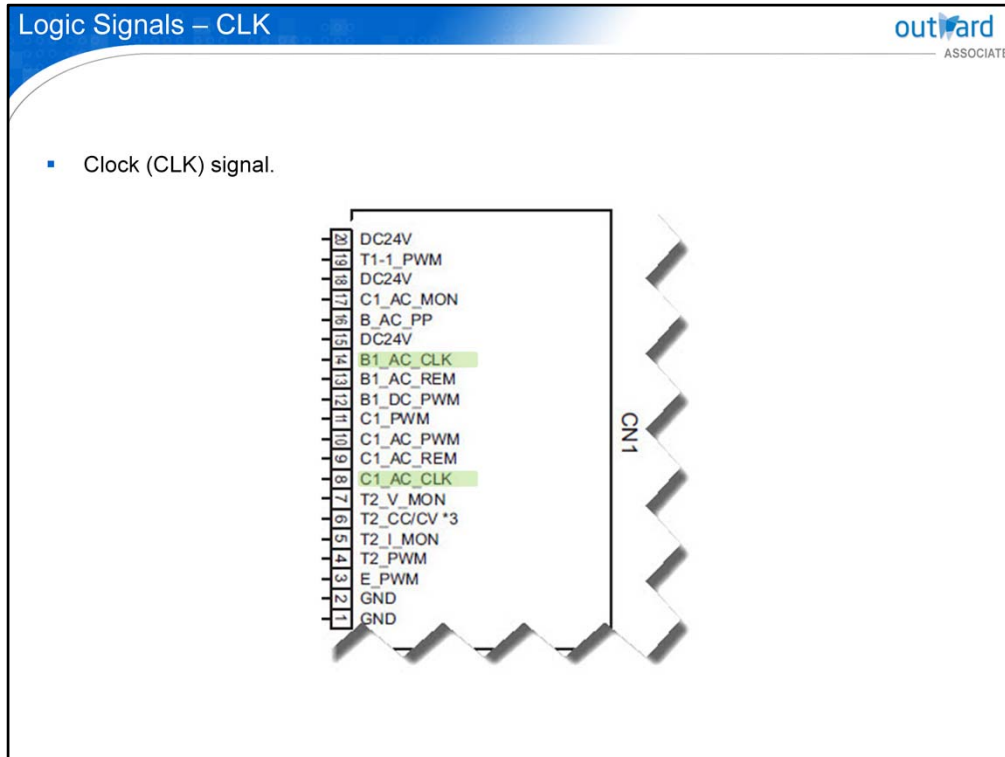 Logic Signals – CLK
out ard
ASSOCIATE
▪ Clock (CLK) signal.
20 DC24V
19 T1-1_PWM
18 DC24V
17 C1_AC_MON
16 B_AC_PP
15 DC24V
14 B1_AC_CLK
13 B1_AC_REM
12 B1_DC_PWM
11 C1_PWM
10 C1_AC_PWM
9 C1_AC_REM
8 C1_AC_CLK
7 T2_V_MON
6 T2_CC/CV *3
5 T2_I_MON
4 T2_PWM
3 E_PWM
2 GND
1 GND
CN1